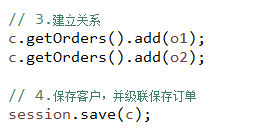 // 3.建立关系
c.getOrders().add(o1);
c.getOrders().add(o2);
// 4.保存客户，并级联保存订单
session.save(c);